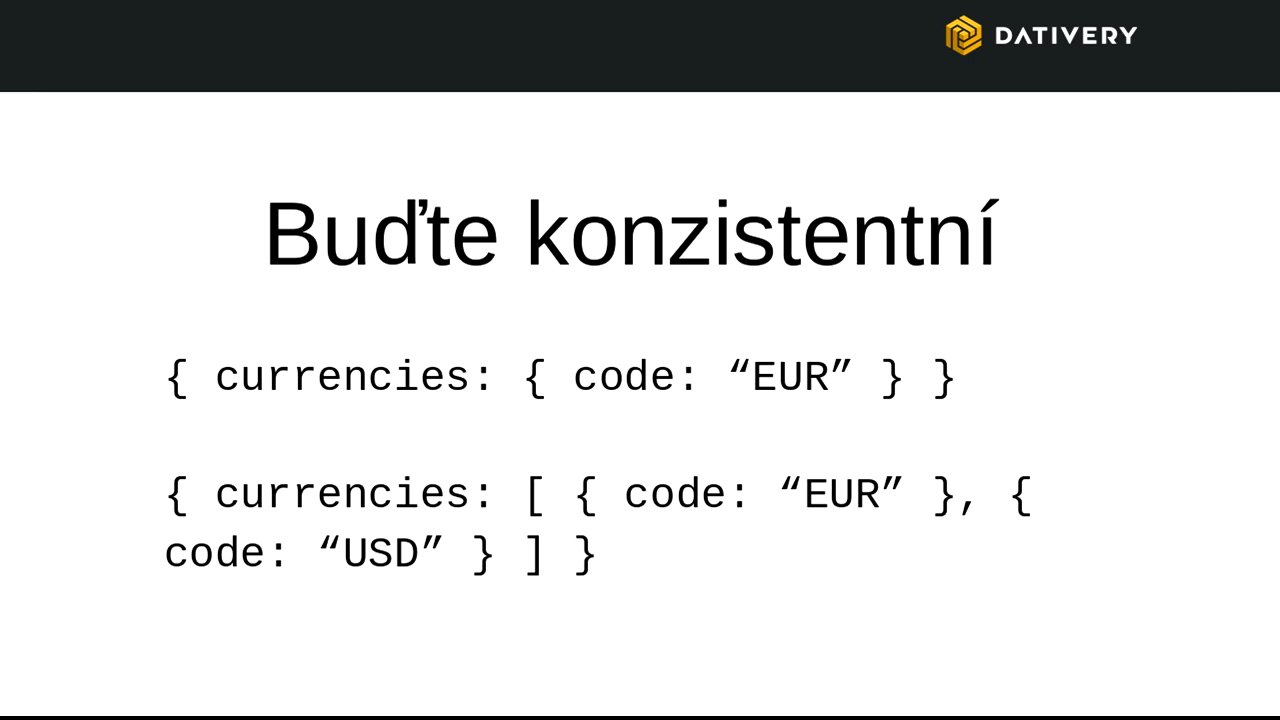 DATIVERY
Buďte konzistentní
{ currencies: { code: “EUR” } }
{ currencies: [ { code: “EUR” }, {
code: “USD” } ] }